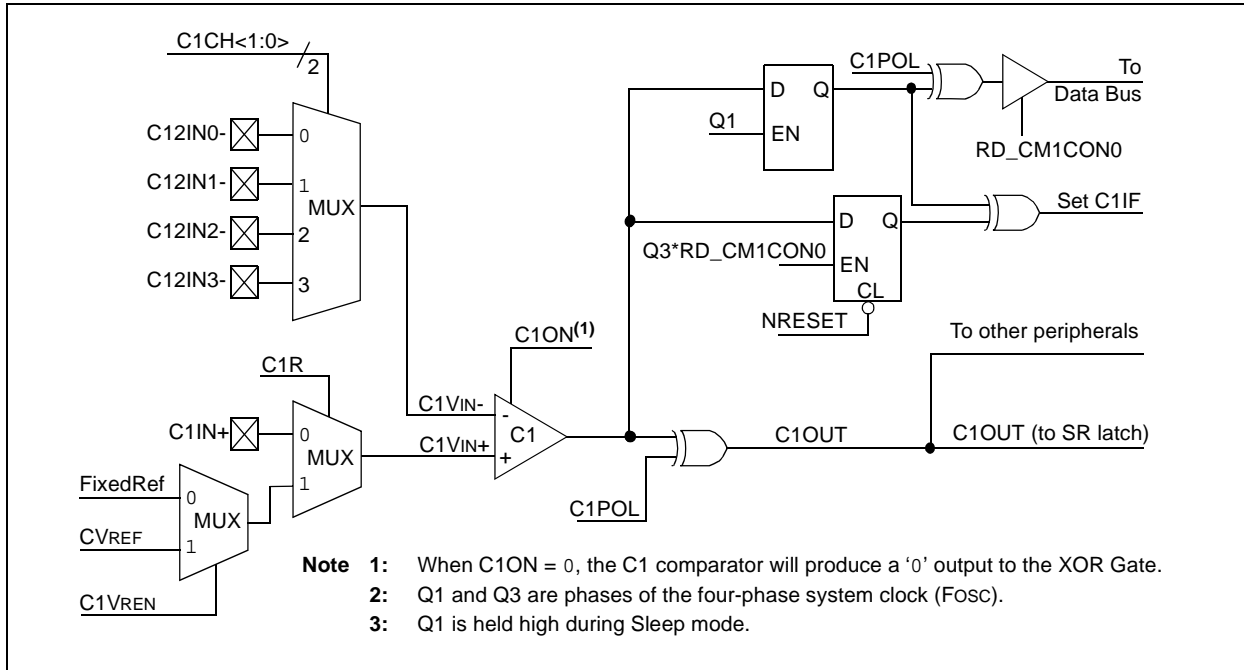 C1CH<1:0>
2
C12IN0-
0
C12IN1-
1
MUX
C12IN2-
2
C12IN3-
3
C1POL
D
Q
Q1
EN
To
Data Bus
RD_CM1CON0
D
Q
Q3*RD_CM1CON0
EN
CL
NRESET
Set C1IF
To other peripherals
C1ON(1)
C1R
C1IN+
0
MUX
1
C1VIN-
-
C1
C1VIN+
+
C1OUT
C1OUT (to SR latch)
C1POL
FixedRef
0
MUX
CVREF
1
C1VREN
Note 1: When C1ON = 0, the C1 comparator will produce a ‘0’ output to the XOR Gate.
2: Q1 and Q3 are phases of the four-phase system clock (FOSC).
3: Q1 is held high during Sleep mode.